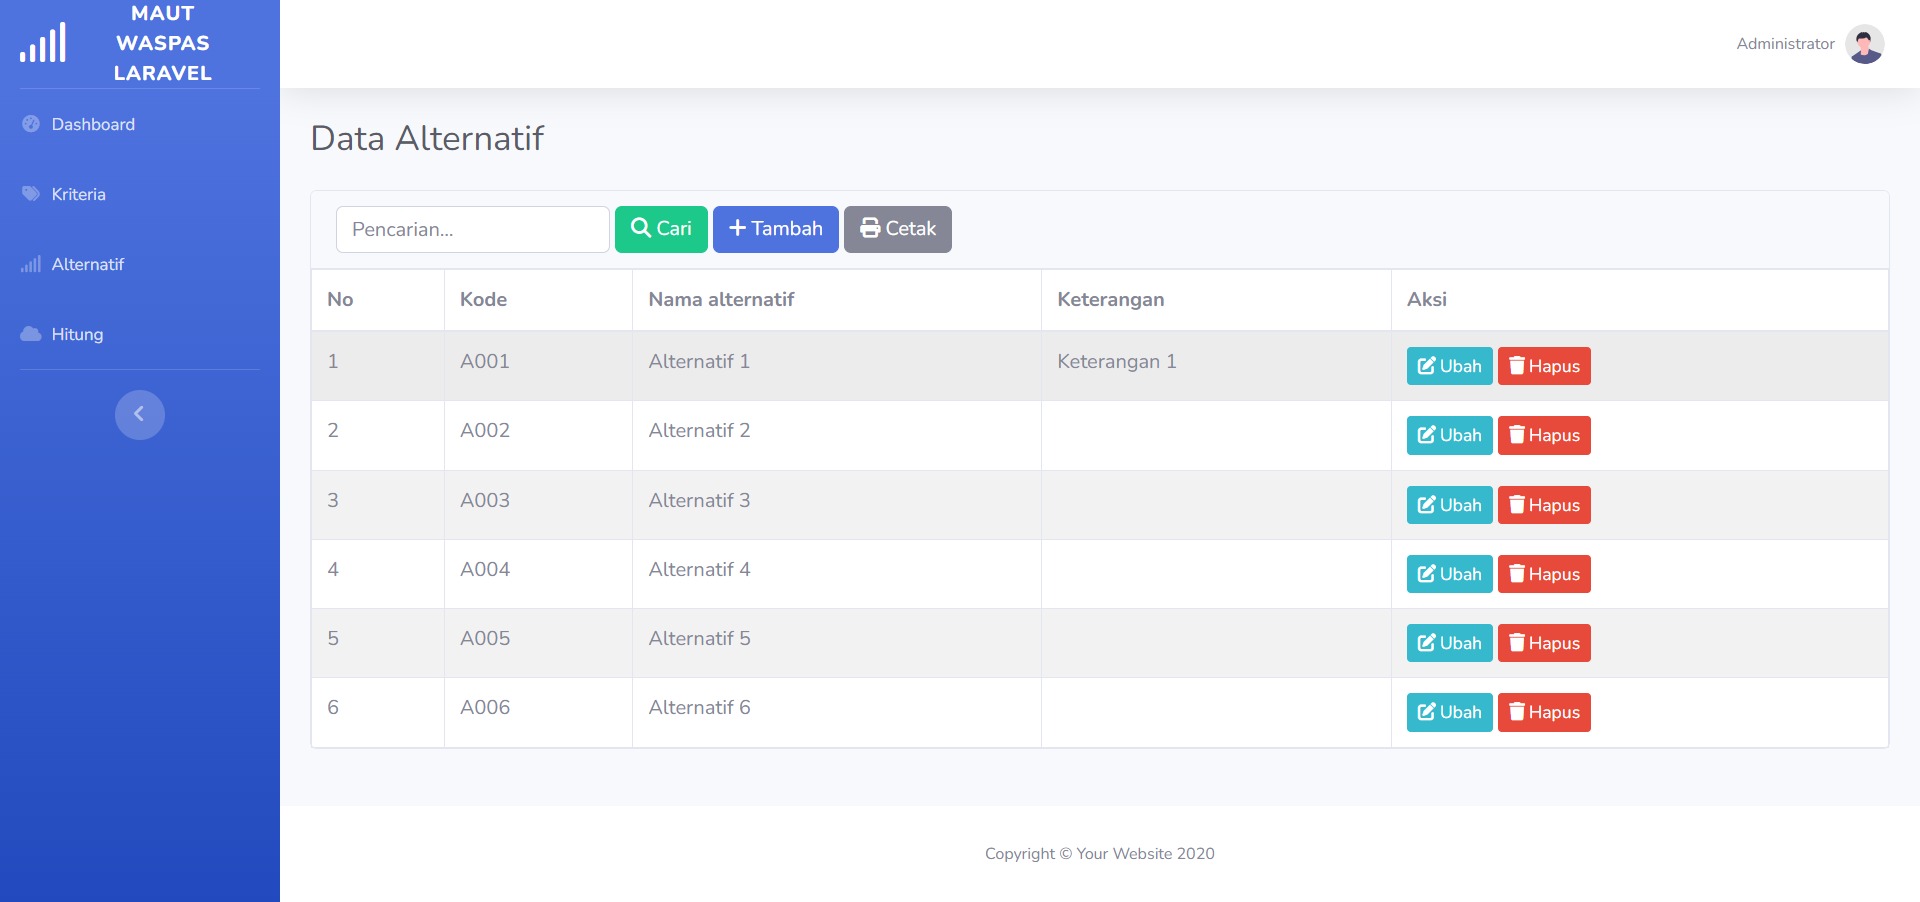 MAUT
WASPAS
LARAVEL
Administrator
Dashboard
Kriteria
Alternatif
Hitung
Data Alternatif
Pencarian... Cari Tambah Cetak
No Kode Nama alternatif Keterangan Aksi
1 A001 Alternatif 1 Keterangan 1 Ubah Hapus
2 A002 Alternatif 2 Ubah Hapus
3 A003 Alternatif 3 Ubah Hapus
4 A004 Alternatif 4 Ubah Hapus
5 A005 Alternatif 5 Ubah Hapus
6 A006 Alternatif 6 Ubah Hapus
Copyright © Your Website 2020